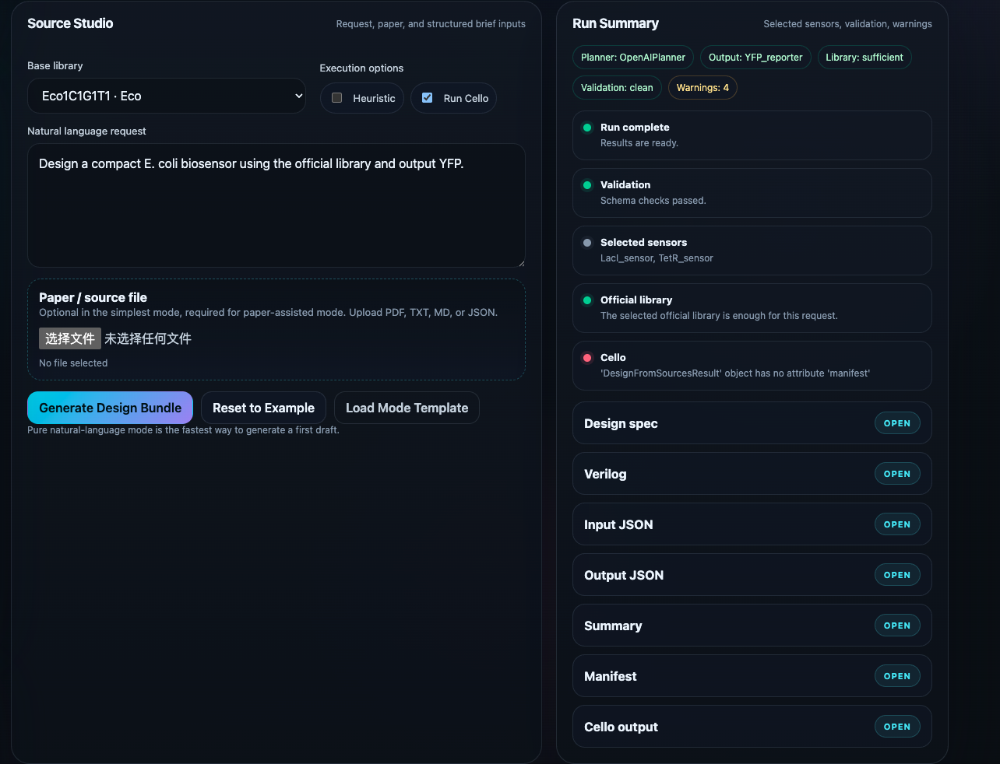 Source Studio
Request, paper, and structured brief inputs
Base library
Eco1C1G1T1 · Eco
Execution options
Heuristic
Run Cello
Natural language request
Design a compact E. coli biosensor using the official library and output YFP.
Paper / source file
Optional in the simplest mode, required for paper-assisted mode. Upload PDF, TXT, MD, or JSON.
选择文件 未选择任何文件
No file selected
Generate Design Bundle
Reset to Example
Load Mode Template
Pure natural-language mode is the fastest way to generate a first draft.
Run Summary
Selected sensors, validation, warnings
Planner: OpenAIPlanner
Output: YFP_reporter
Library: sufficient
Validation: clean
Warnings: 4
Run complete
Results are ready.
Validation
Schema checks passed.
Selected sensors
LacI_sensor, TetR_sensor
Official library
The selected official library is enough for this request.
Cello
'DesignFromSourcesResult' object has no attribute 'manifest'
Design spec
OPEN
Verilog
OPEN
Input JSON
OPEN
Output JSON
OPEN
Summary
OPEN
Manifest
OPEN
Cello output
OPEN